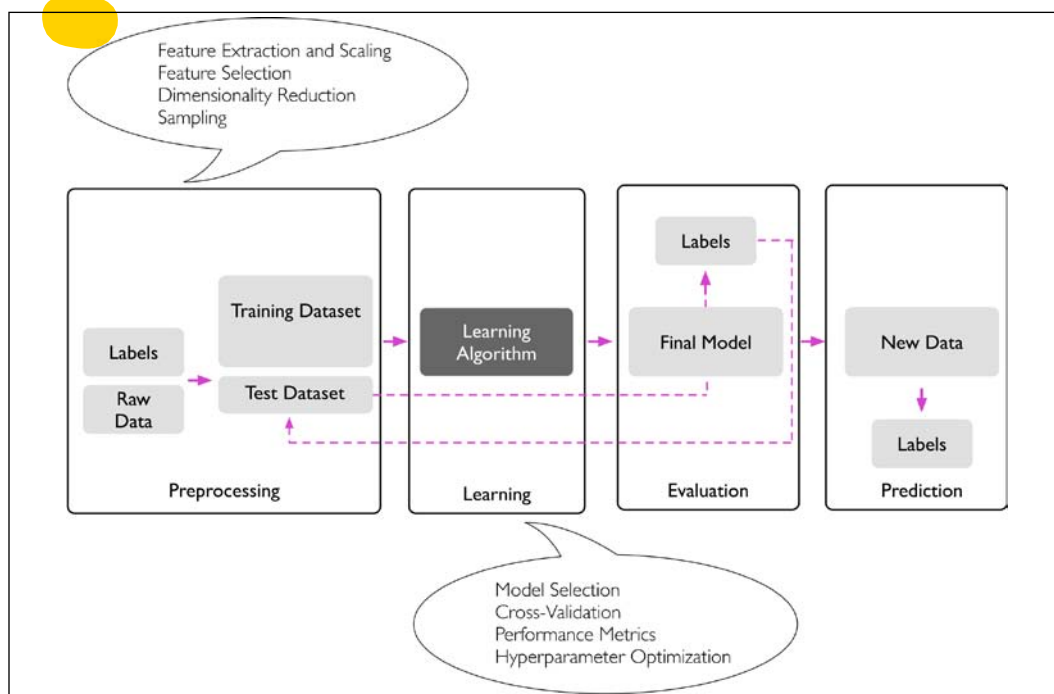 Feature Extraction and Scaling
Feature Selection
Dimensionality Reduction
Sampling
Labels
Raw
Data
Training Dataset
Test Dataset
Preprocessing
Learning
Algorithm
Learning
Labels
Final Model
Evaluation
New Data
Labels
Prediction
Model Selection
Cross-Validation
Performance Metrics
Hyperparameter Optimization